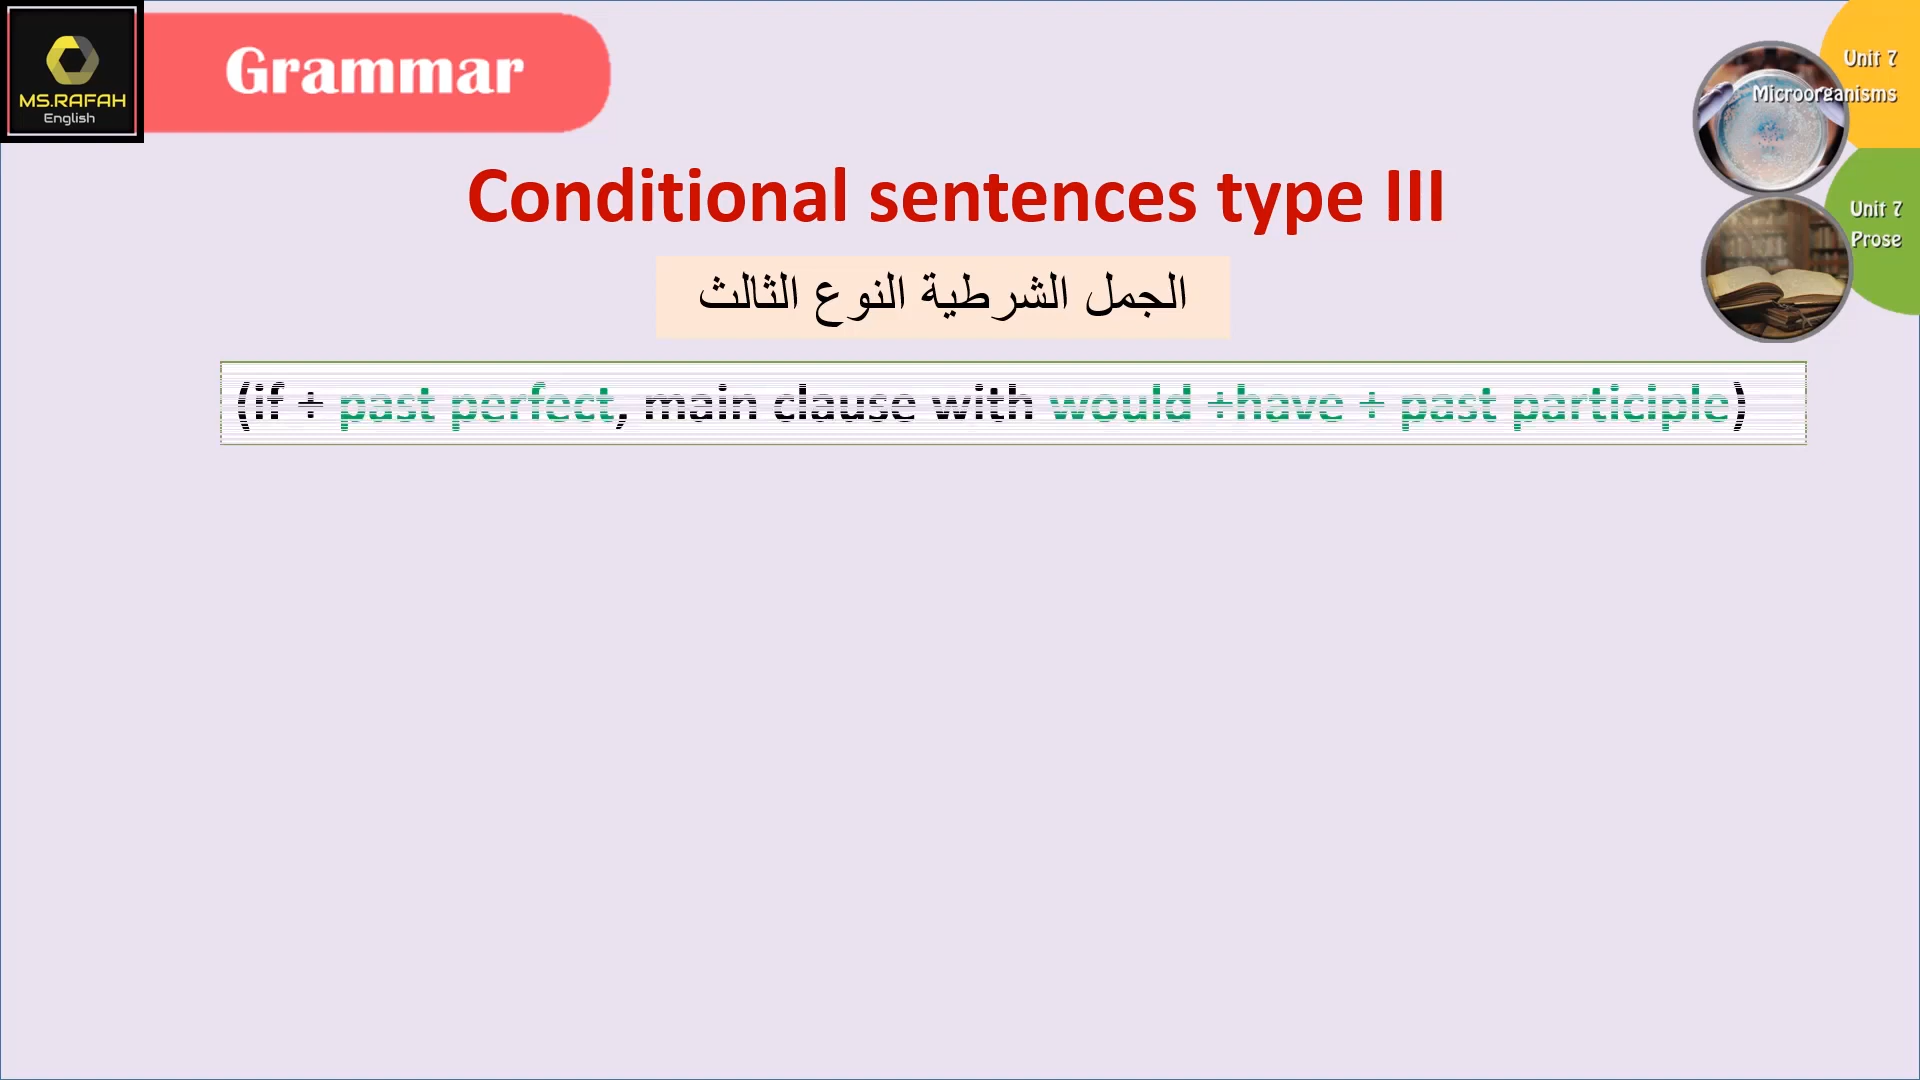 MS.RAFAH
English
Grammar
Unit 7
Microorganisms
Unit 7
Prose
Conditional sentences type III
الجمل الشرطية النوع الثالث
(if + past perfect, main clause with would +have + past participle)